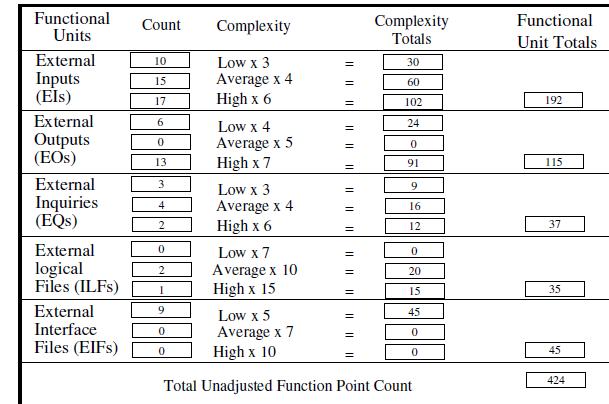 Functional Units Count Complexity Complexity Totals Functional Unit Totals
External 10 Low x 3 = 30
Inputs 15 Average x 4 = 60
(EIs) 17 High x 6 = 102 192
External 6 Low x 4 = 24
Outputs 0 Average x 5 = 0
(EOs) 13 High x 7 = 91 115
External 3 Low x 3 = 9
Inquiries 4 Average x 4 = 16
(EQs) 2 High x 6 = 12 37
External 0 Low x 7 = 0
logical 2 Average x 10 = 20
Files (ILFs) 1 High x 15 = 15 35
External 9 Low x 5 = 45
Interface 0 Average x 7 = 0
Files (EIFs) 0 High x 10 = 0 45
Total Unadjusted Function Point Count 424